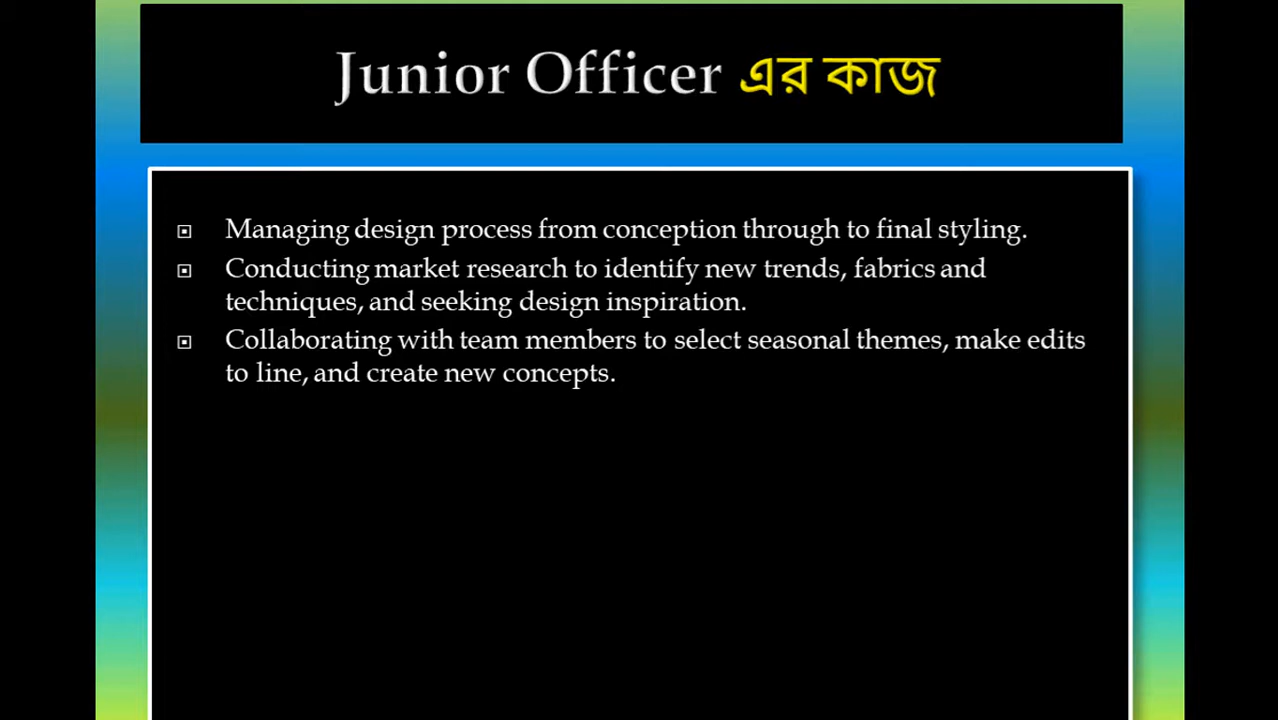 Junior Officer এর কাজ
Managing design process from conception through to final styling.
Conducting market research to identify new trends, fabrics and
techniques, and seeking design inspiration.
Collaborating with team members to select seasonal themes, make edits
to line, and create new concepts.